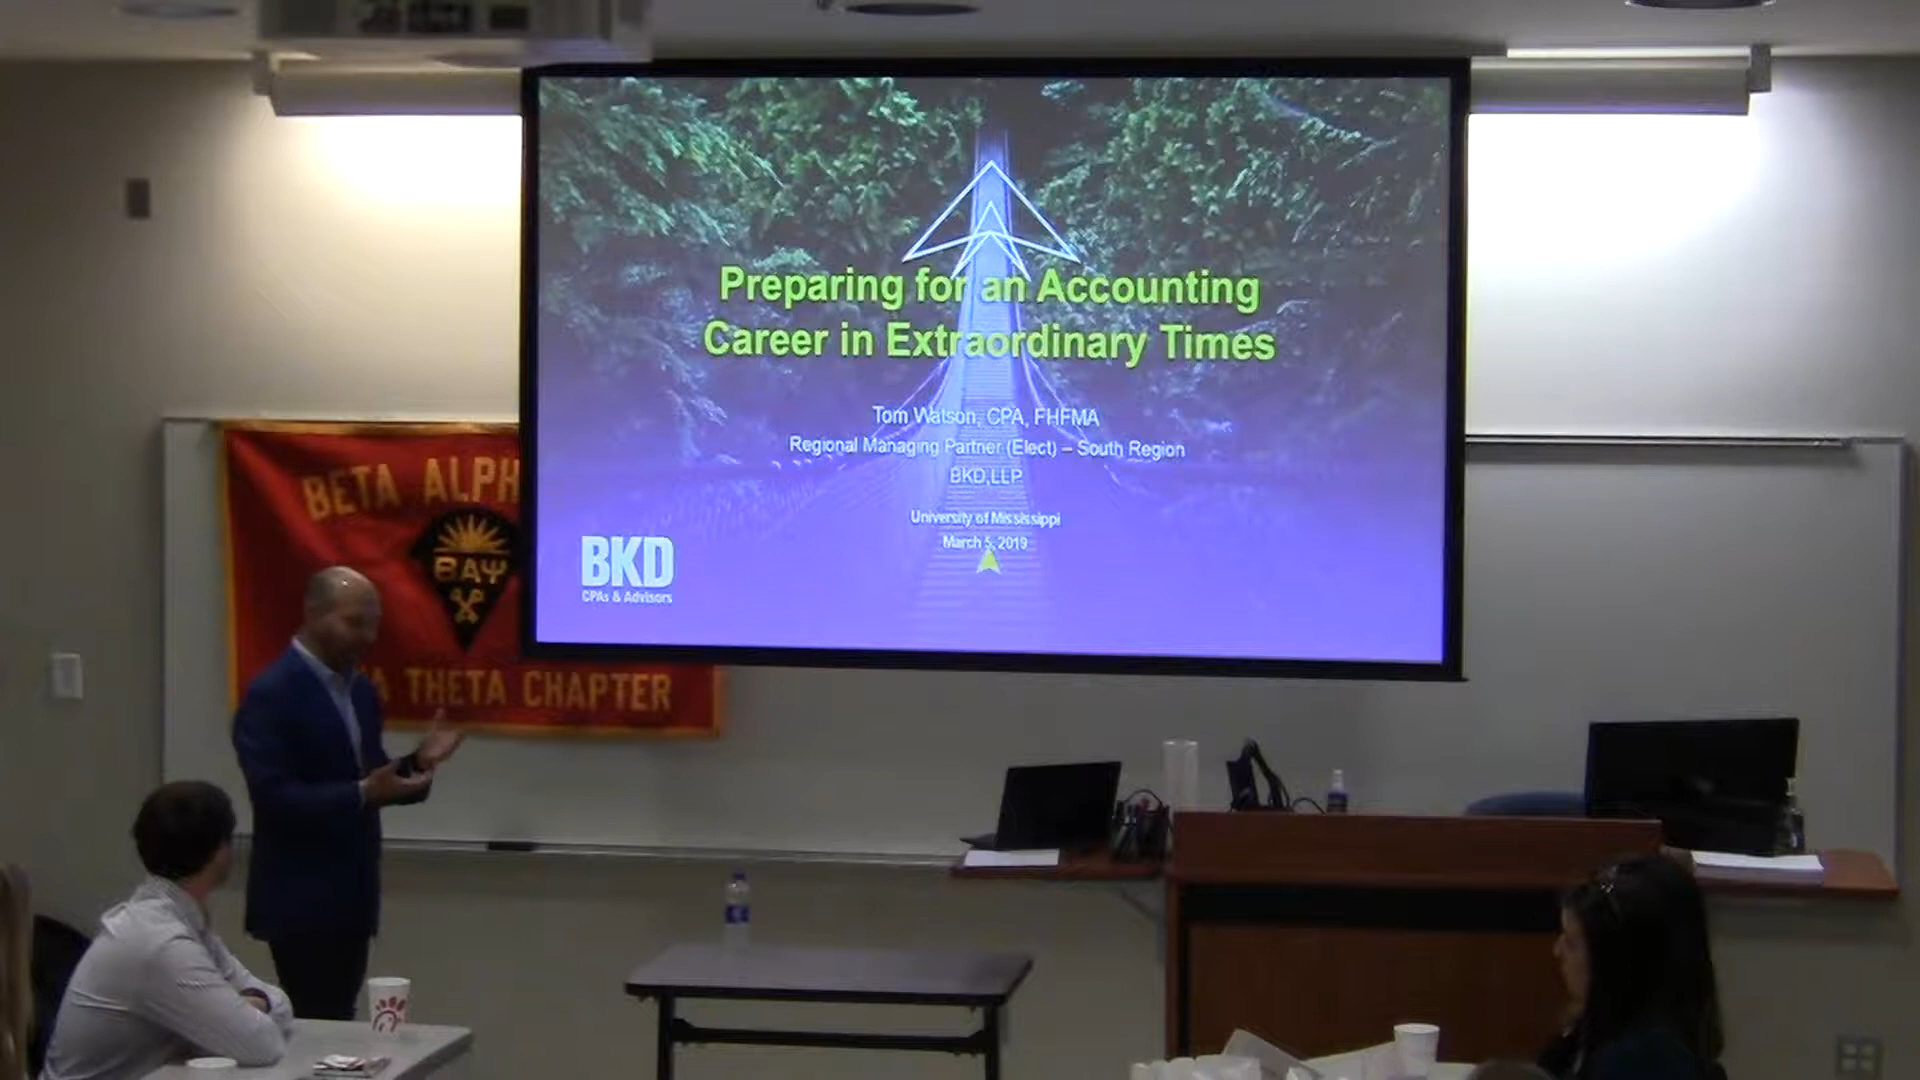 Preparing for an Accounting
Career in Extraordinary Times
Tom Watson, CPA, FHFMA
Regional Managing Partner (Elect) – South Region
BKD,LLP
University of Mississippi
March 5, 2019
BKD
CPAs & Advisors
BETA ALPH
ΒΑΨ
A THETA CHAPTER